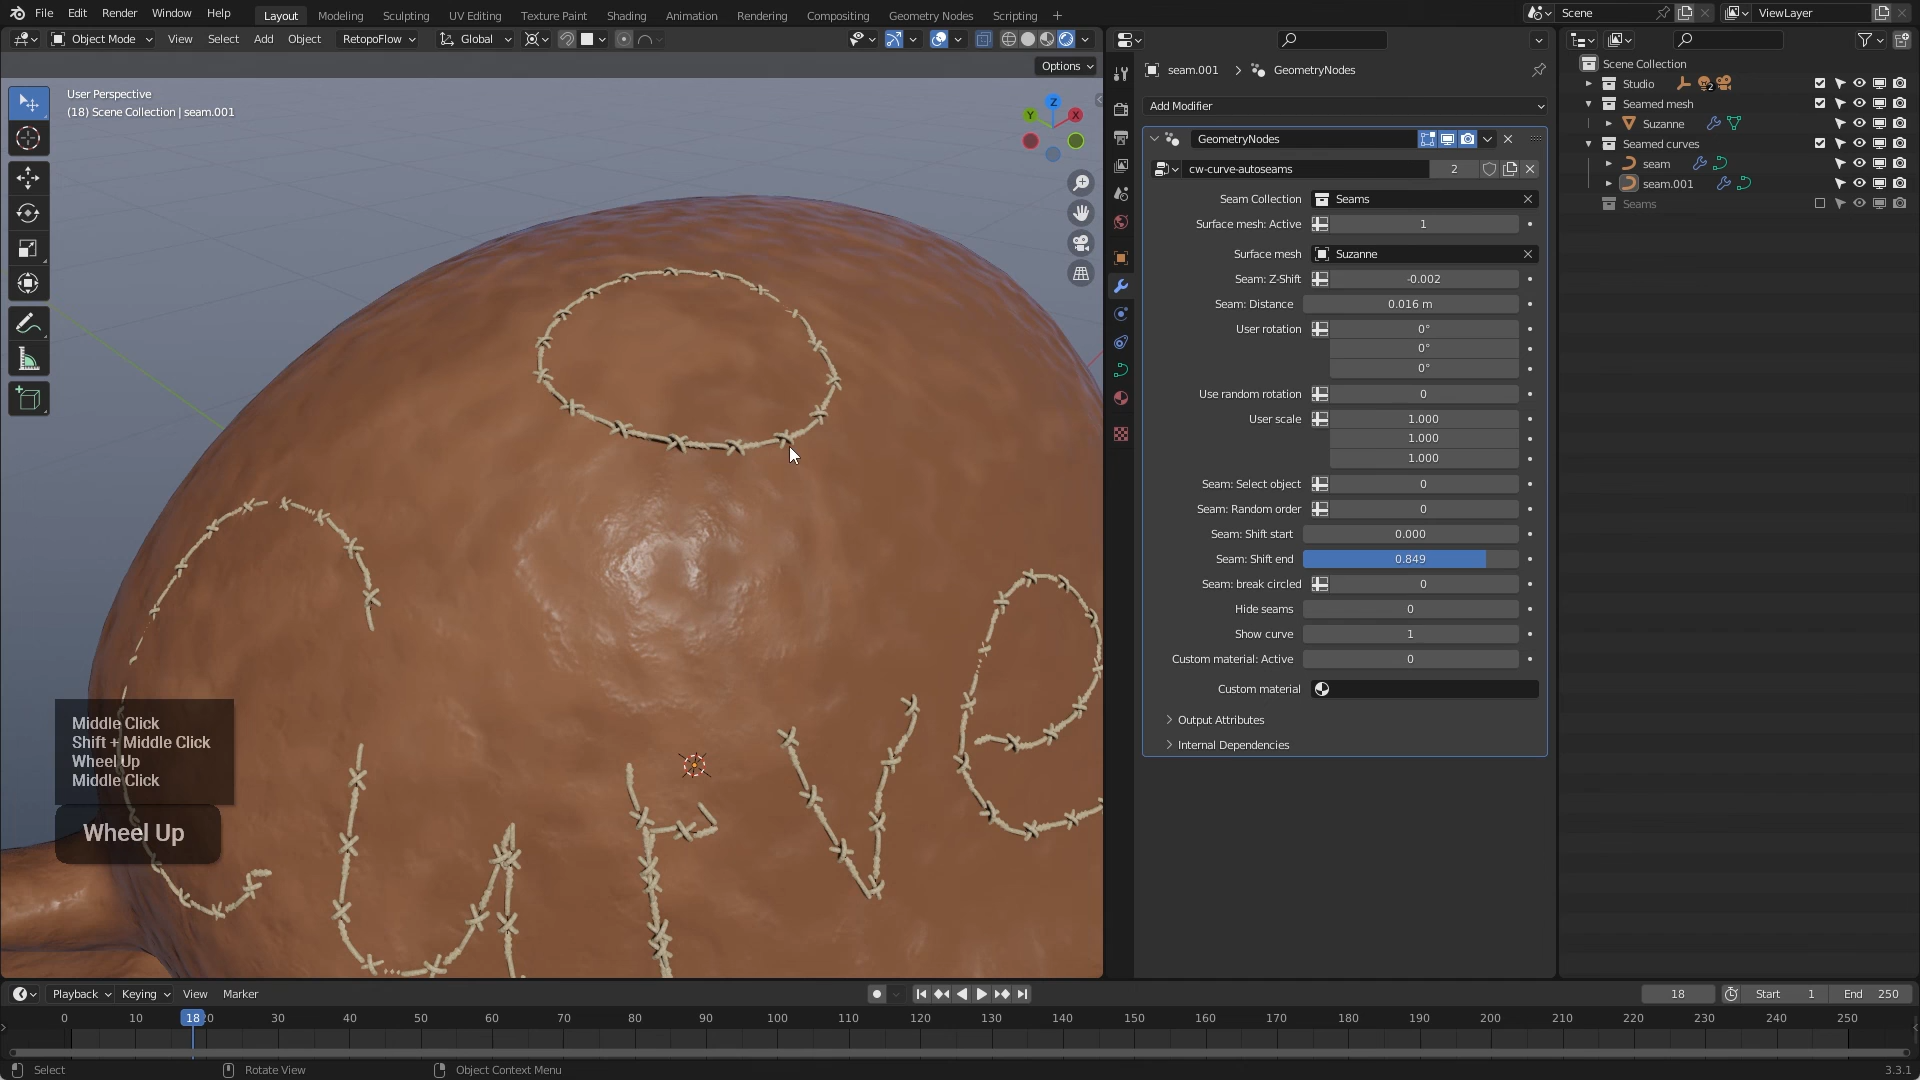 File Edit Render Window Help Layout Modeling Sculpting UV Editing Texture Paint Shading Animation Rendering Compositing Geometry Nodes Scripting + Scene ViewLayer
Object Mode View Select Add Object RetopoFlow Global
Options
User Perspective
(18) Scene Collection | seam.001
Z
Y
X
seam.001 > GeometryNodes
Add Modifier
GeometryNodes
cw-curve-autoseams 2
Seam Collection Seams
Surface mesh: Active 1
Surface mesh Suzanne
Seam: Z-Shift -0.002
Seam: Distance 0.016 m
User rotation 0°
0°
0°
Use random rotation 0
User scale 1.000
1.000
1.000
Seam: Select object 0
Seam: Random order 0
Seam: Shift start 0.000
Seam: Shift end 0.849
Seam: break circled 0
Hide seams 0
Show curve 1
Custom material: Active 0
Custom material
Output Attributes
Internal Dependencies
Scene Collection
Studio 2
Seamed mesh
Suzanne
Seamed curves
seam
seam.001
Seams
Middle Click
Shift + Middle Click
Wheel Up
Middle Click
Wheel Up
Playback Keying View Marker 18 Start 1 End 250
0 10 18 20 30 40 50 60 70 80 90 100 110 120 130 140 150 160 170 180 190 200 210 220 230 240 250
Select Rotate View Object Context Menu 3.3.1